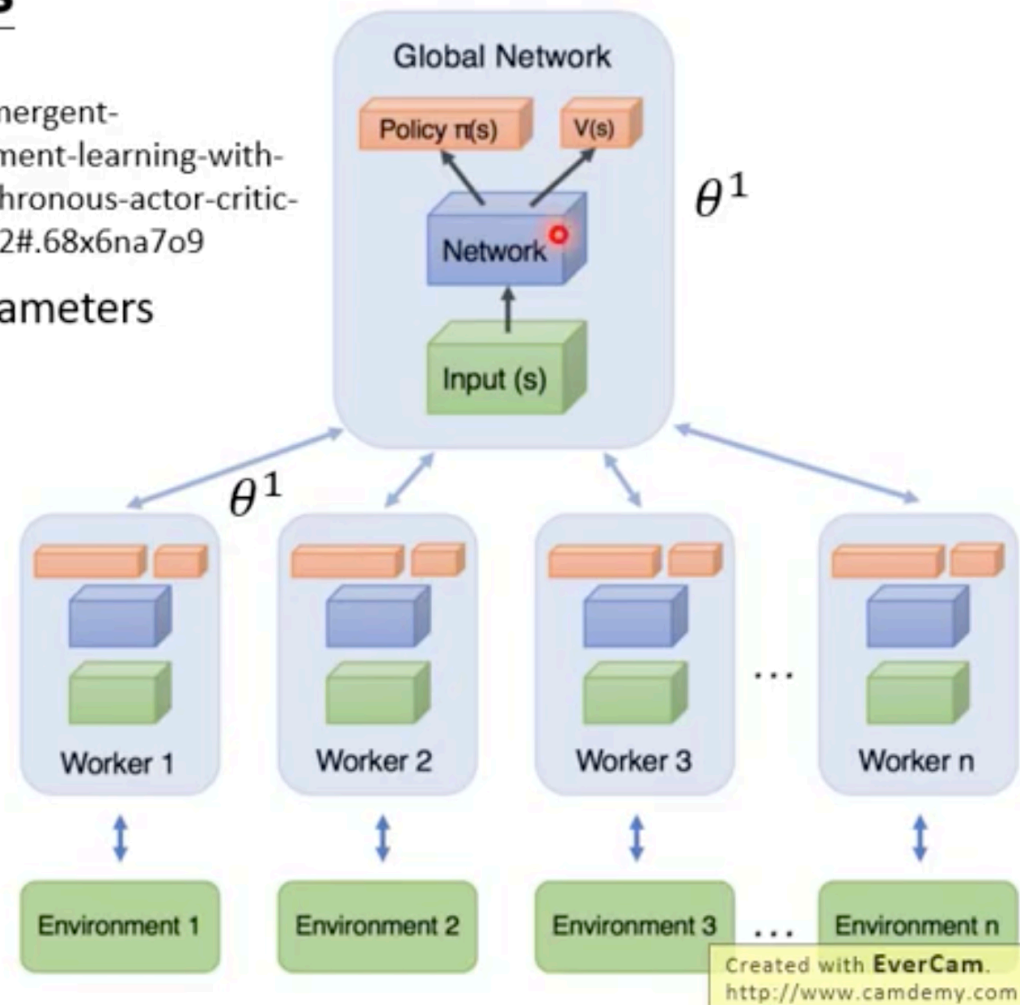 s
mergent-
ment-learning-with-
hronous-actor-critic-
2#.68x6na7o9
ameters
Global Network
Policy π(s)
V(s)
θ¹
Network
Input (s)
θ¹
Worker 1
Worker 2
Worker 3
...
Worker n
Environment 1
Environment 2
Environment 3
...
Environment n
Created with EverCam.
http://www.camdemy.com